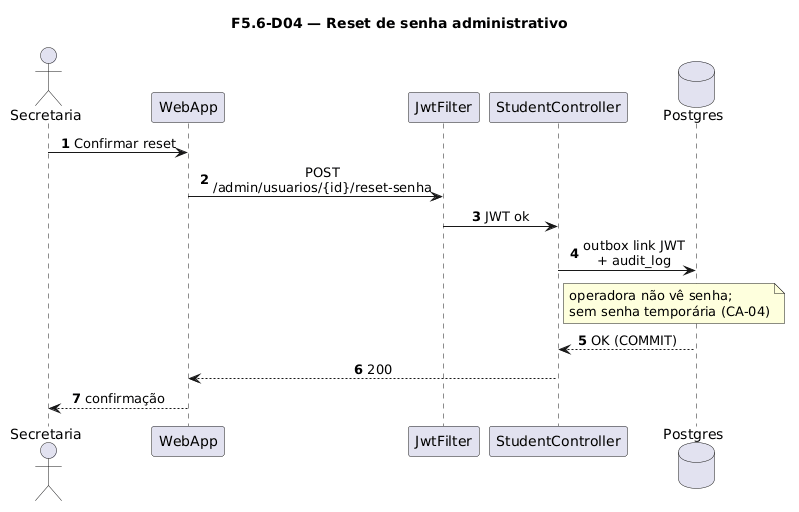 F5.6-D04 — Reset de senha administrativo
Secretaria
WebApp
JwtFilter
StudentController
Postgres
1 Confirmar reset
2 POST
/admin/usuarios/{id}/reset-senha
3 JWT ok
4 outbox link JWT
+ audit_log
operadora não vê senha;
sem senha temporária (CA-04)
5 OK (COMMIT)
6 200
7 confirmação
Secretaria
WebApp
JwtFilter
StudentController
Postgres